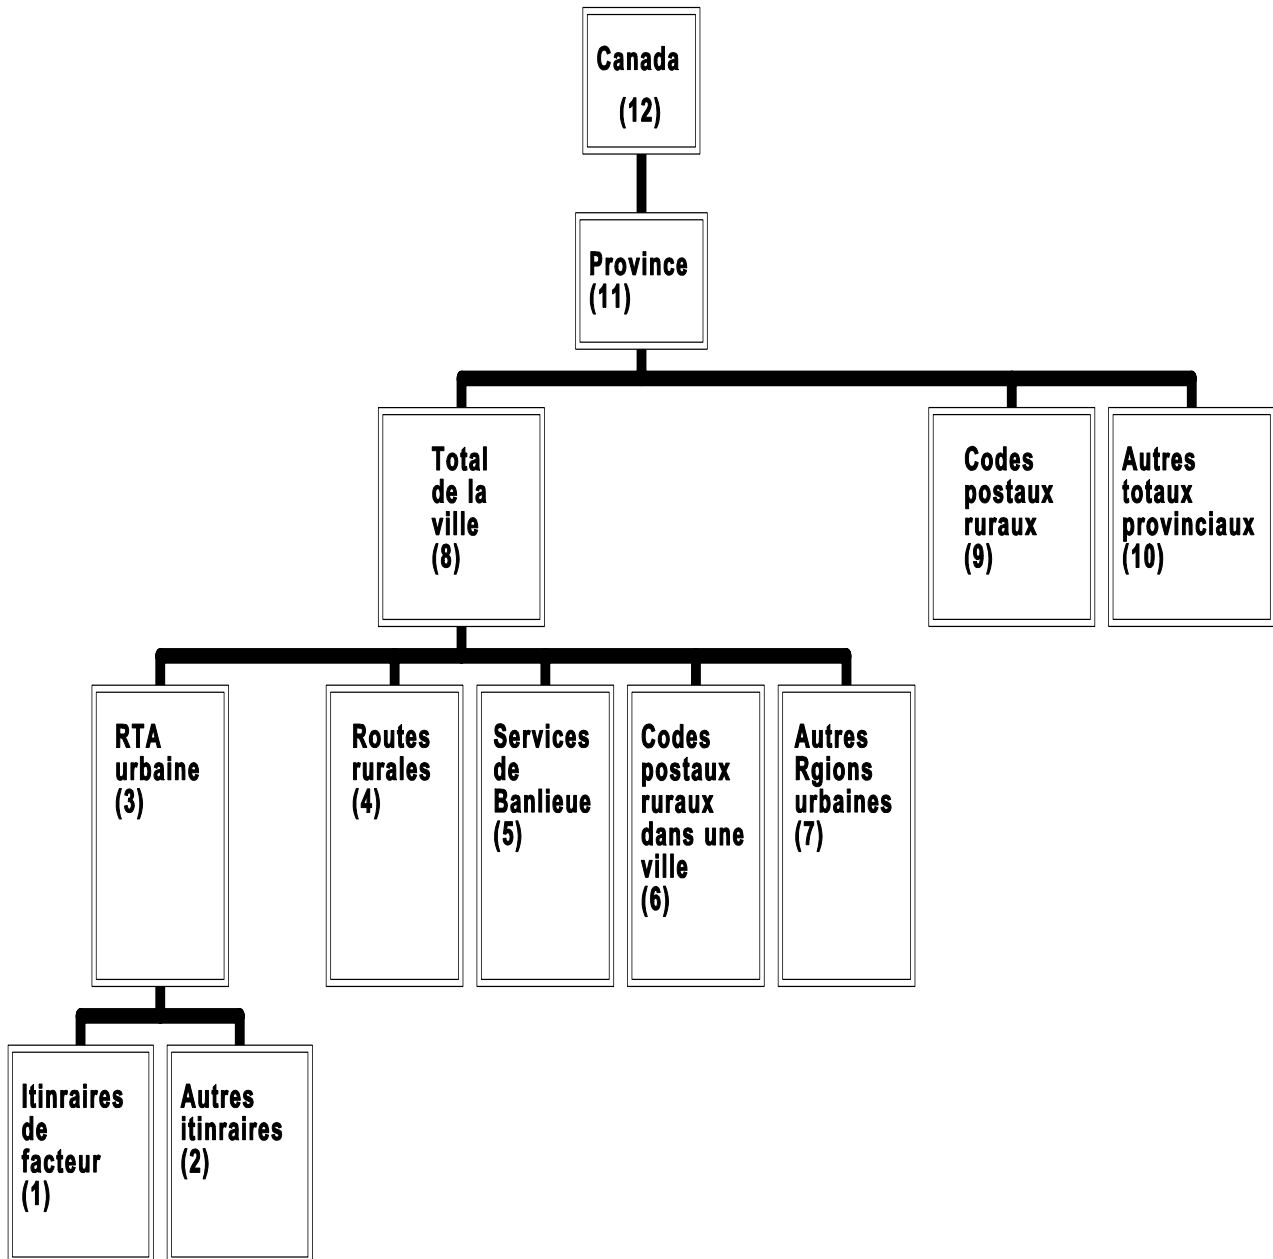 Canada
(12)
Province
(11)
Total
de la
ville
(8)
Codes
postaux
ruraux
(9)
Autres
totaux
provinciaux
(10)
RTA
urbaine
(3)
Routes
rurales
(4)
Services
de
Banlieue
(5)
Codes
postaux
ruraux
dans une
ville
(6)
Autres
Rgions
urbaines
(7)
Itinraires
de
facteur
(1)
Autres
itinraires
(2)